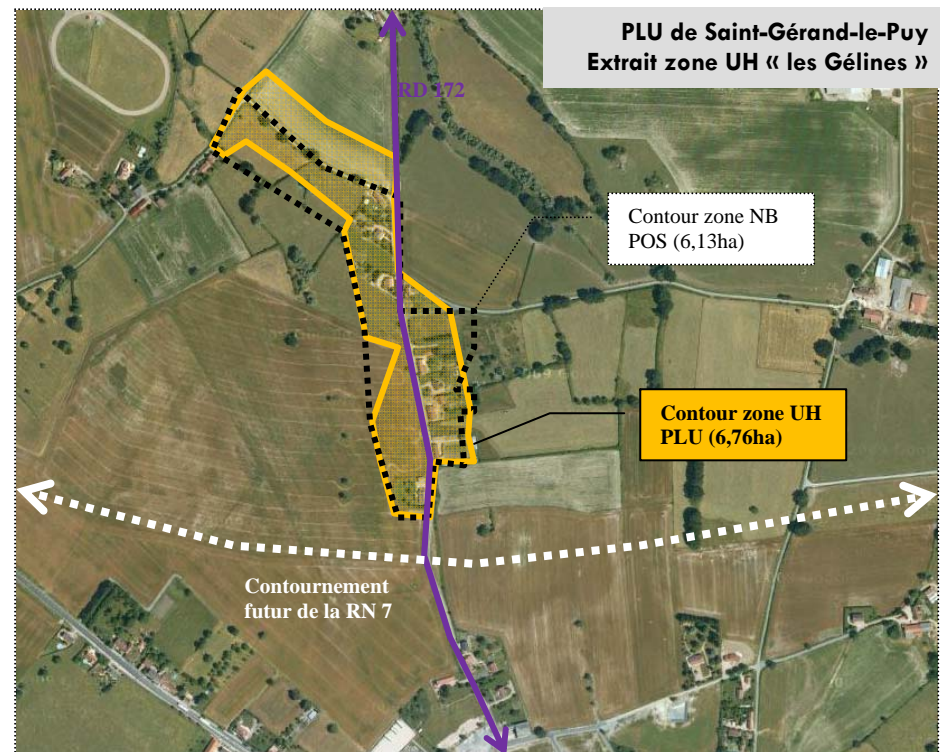 PLU de Saint-Gérand-le-Puy
Extrait zone UH « les Gélines »
RD 172
Contour zone NB
POS (6,13ha)
Contour zone UH
PLU (6,76ha)
Contournement
futur de la RN 7